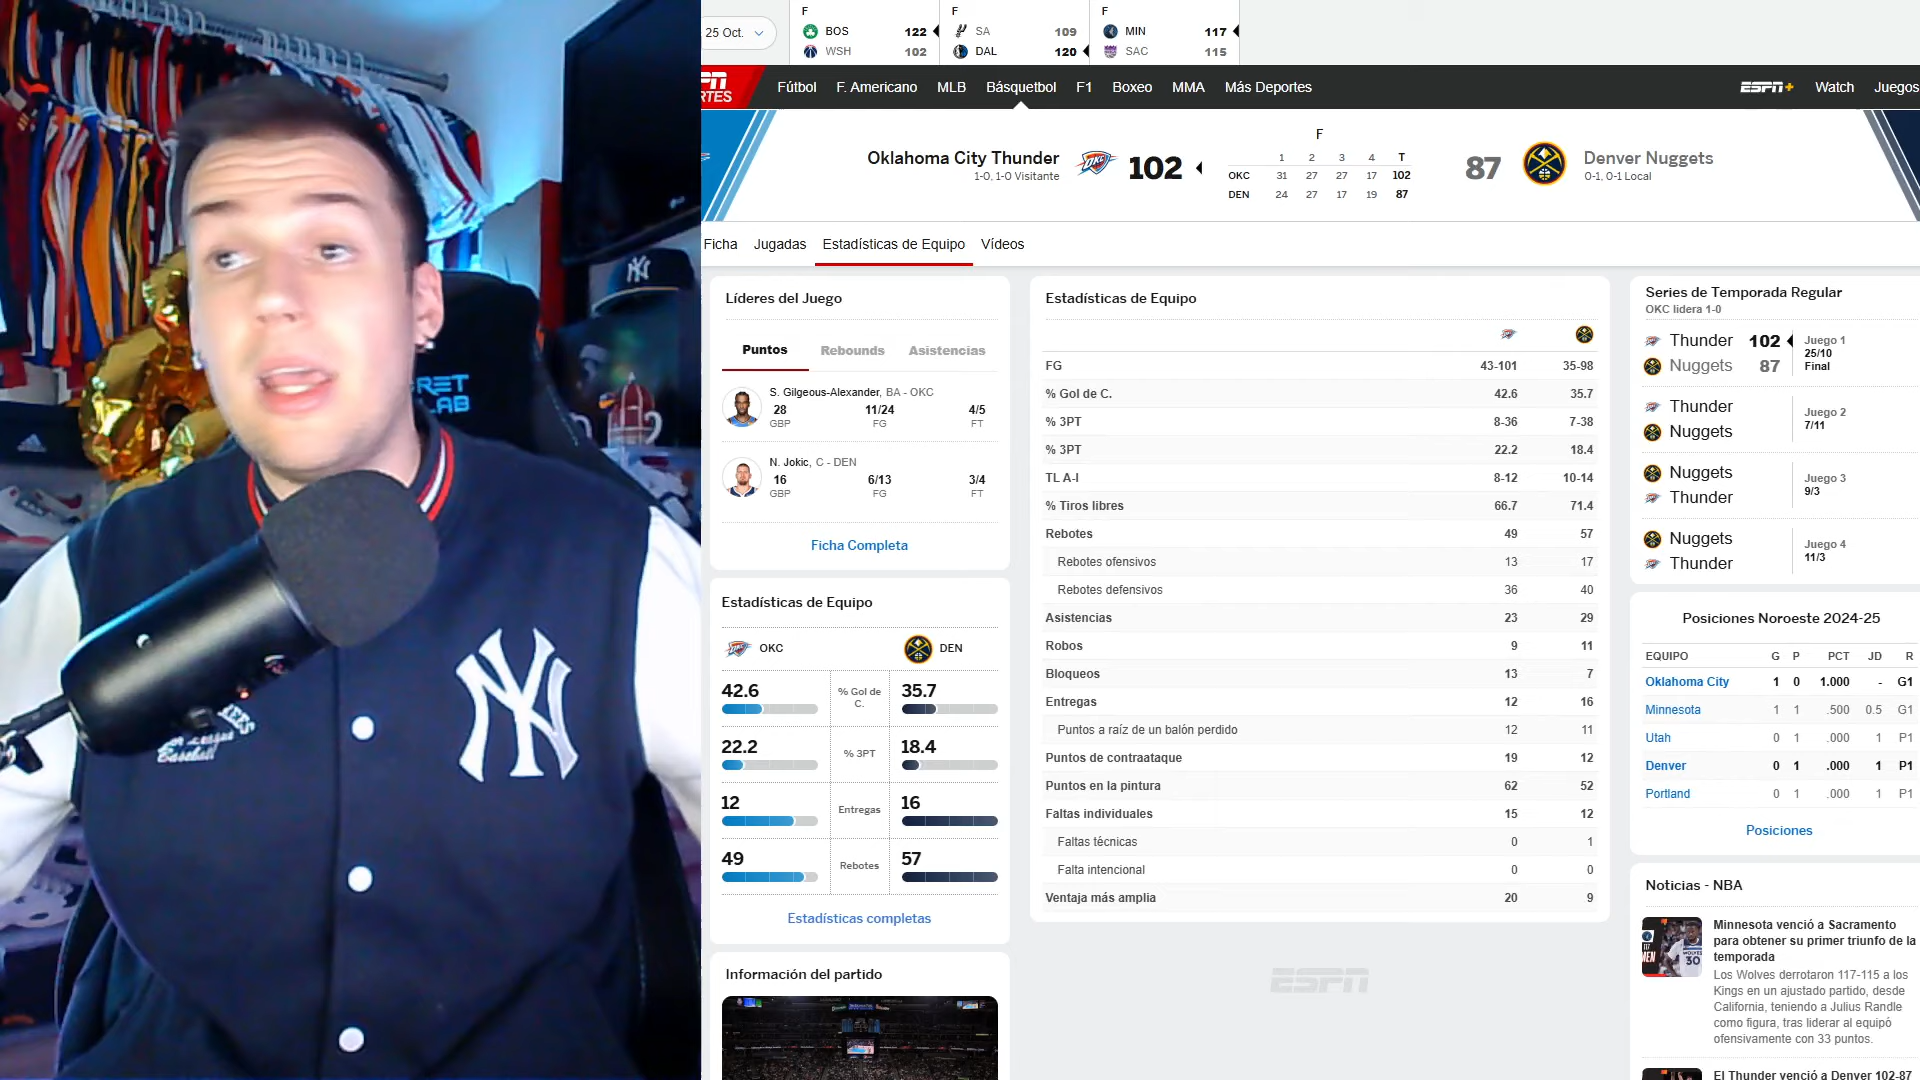 25 Oct.
F
BOS 122
WSH 102
F
SA 109
DAL 120
F
MIN 117
SAC 115
Fútbol F. Americano MLB Básquetbol F1 Boxeo MMA Más Deportes ESPN+ Watch Juegos
Oklahoma City Thunder
1-0, 1-0 Visitante
OKC
102
F
1 2 3 4 T
OKC 31 27 27 17 102
DEN 24 27 17 19 87
87
Denver Nuggets
0-1, 0-1 Local
Ficha Jugadas Estadísticas de Equipo Vídeos
Líderes del Juego
Puntos Rebounds Asistencias
S. Gilgeous-Alexander, BA - OKC
28 11/24 4/5
GBP FG FT
N. Jokic, C - DEN
16 6/13 3/4
GBP FG FT
Ficha Completa
Estadísticas de Equipo
OKC DEN
42.6 % Gol de C. 35.7
22.2 % 3PT 18.4
12 Entregas 16
49 Rebotes 57
Estadísticas completas
Información del partido
Estadísticas de Equipo
FG 43-101 35-98
% Gol de C. 42.6 35.7
% 3PT 8-36 7-38
% 3PT 22.2 18.4
TL A-I 8-12 10-14
% Tiros libres 66.7 71.4
Rebotes 49 57
Rebotes ofensivos 13 17
Rebotes defensivos 36 40
Asistencias 23 29
Robos 9 11
Bloqueos 13 7
Entregas 12 16
Puntos a raíz de un balón perdido 12 11
Puntos de contraataque 19 12
Puntos en la pintura 62 52
Faltas individuales 15 12
Faltas técnicas 0 1
Falta intencional 0 0
Ventaja más amplia 20 9
ESPN
Series de Temporada Regular
OKC lidera 1-0
Thunder 102 Juego 1
25/10
Nuggets 87 Final
Thunder Juego 2
Nuggets 7/11
Nuggets Juego 3
Thunder 9/3
Nuggets Juego 4
Thunder 11/3
Posiciones Noroeste 2024-25
EQUIPO G P PCT JD R
Oklahoma City 1 0 1.000 - G1
Minnesota 1 1 .500 0.5 G1
Utah 0 1 .000 1 P1
Denver 0 1 .000 1 P1
Portland 0 1 .000 1 P1
Posiciones
Noticias - NBA
Minnesota venció a Sacramento
para obtener su primer triunfo de la
temporada
Los Wolves derrotaron 117-115 a los
Kings en un ajustado partido, desde
California, teniendo a Julius Randle
como figura, tras liderar al equipó
ofensivamente con 33 puntos.
El Thunder venció a Denver 102-87
NY
NY